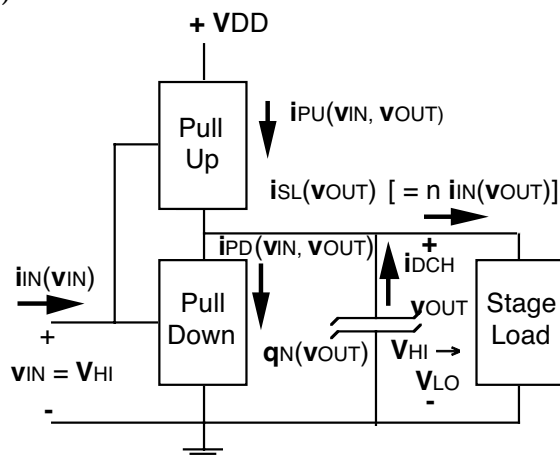 )
+ VDD
Pull
Up
iPU(vIN, vOUT)
iSL(vOUT) [ = n iIN(vOUT)]
iPD(vIN, vOUT)
+
iDCH
iIN(vIN)
Pull
Down
vOUT
Stage
Load
+
qN(vOUT)
VHI →
VLO
vIN = VHI
-
-